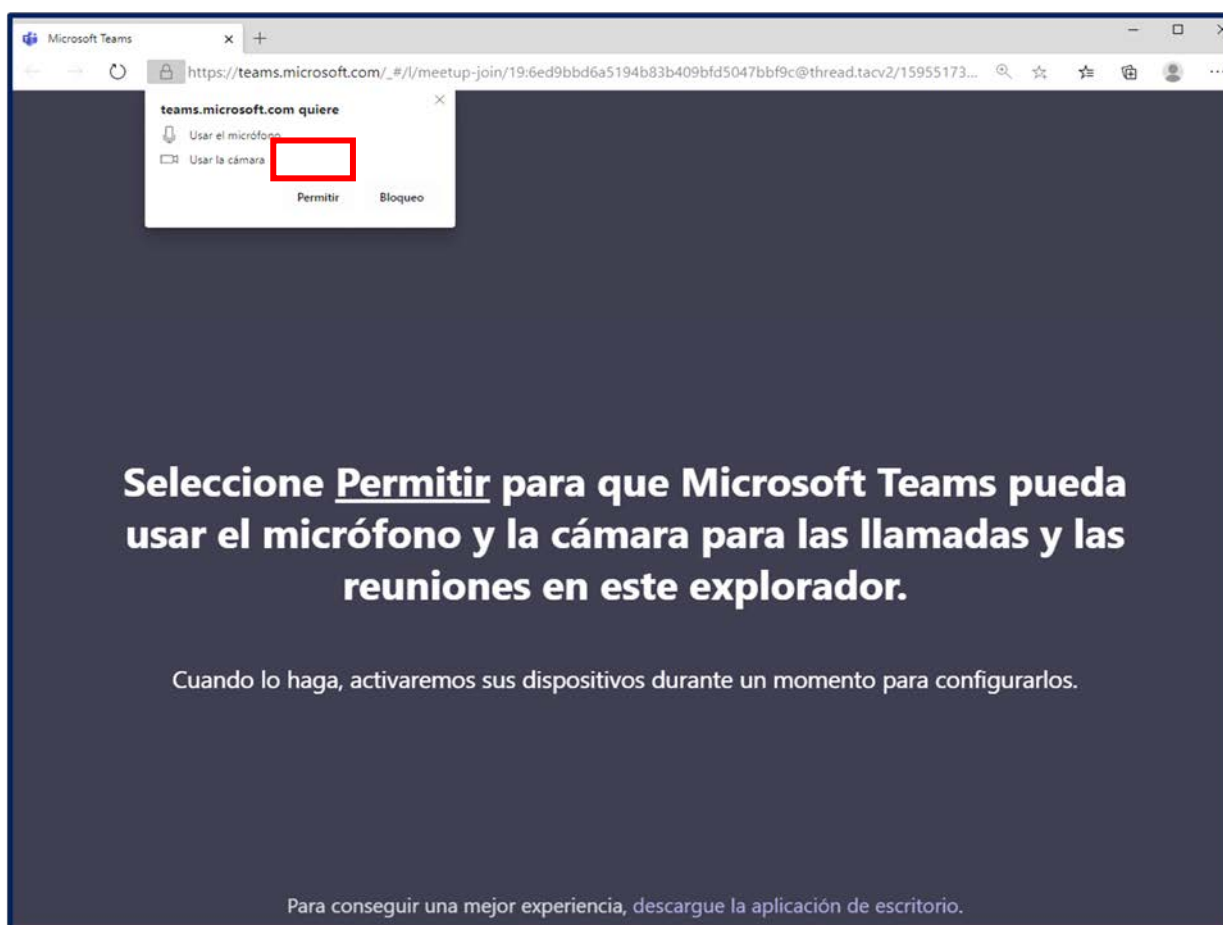 Microsoft Teams
https://teams.microsoft.com/_#/l/meetup-join/19:6ed9bbd6a5194b83b409bfd5047bbf9c@thread.tacv2/15955173...
teams.microsoft.com quiere
Usar el micrófono
Usar la cámara
Permitir Bloqueo
Seleccione Permitir para que Microsoft Teams pueda
usar el micrófono y la cámara para las llamadas y las
reuniones en este explorador.
Cuando lo haga, activaremos sus dispositivos durante un momento para configurarlos.
Para conseguir una mejor experiencia, descargue la aplicación de escritorio.